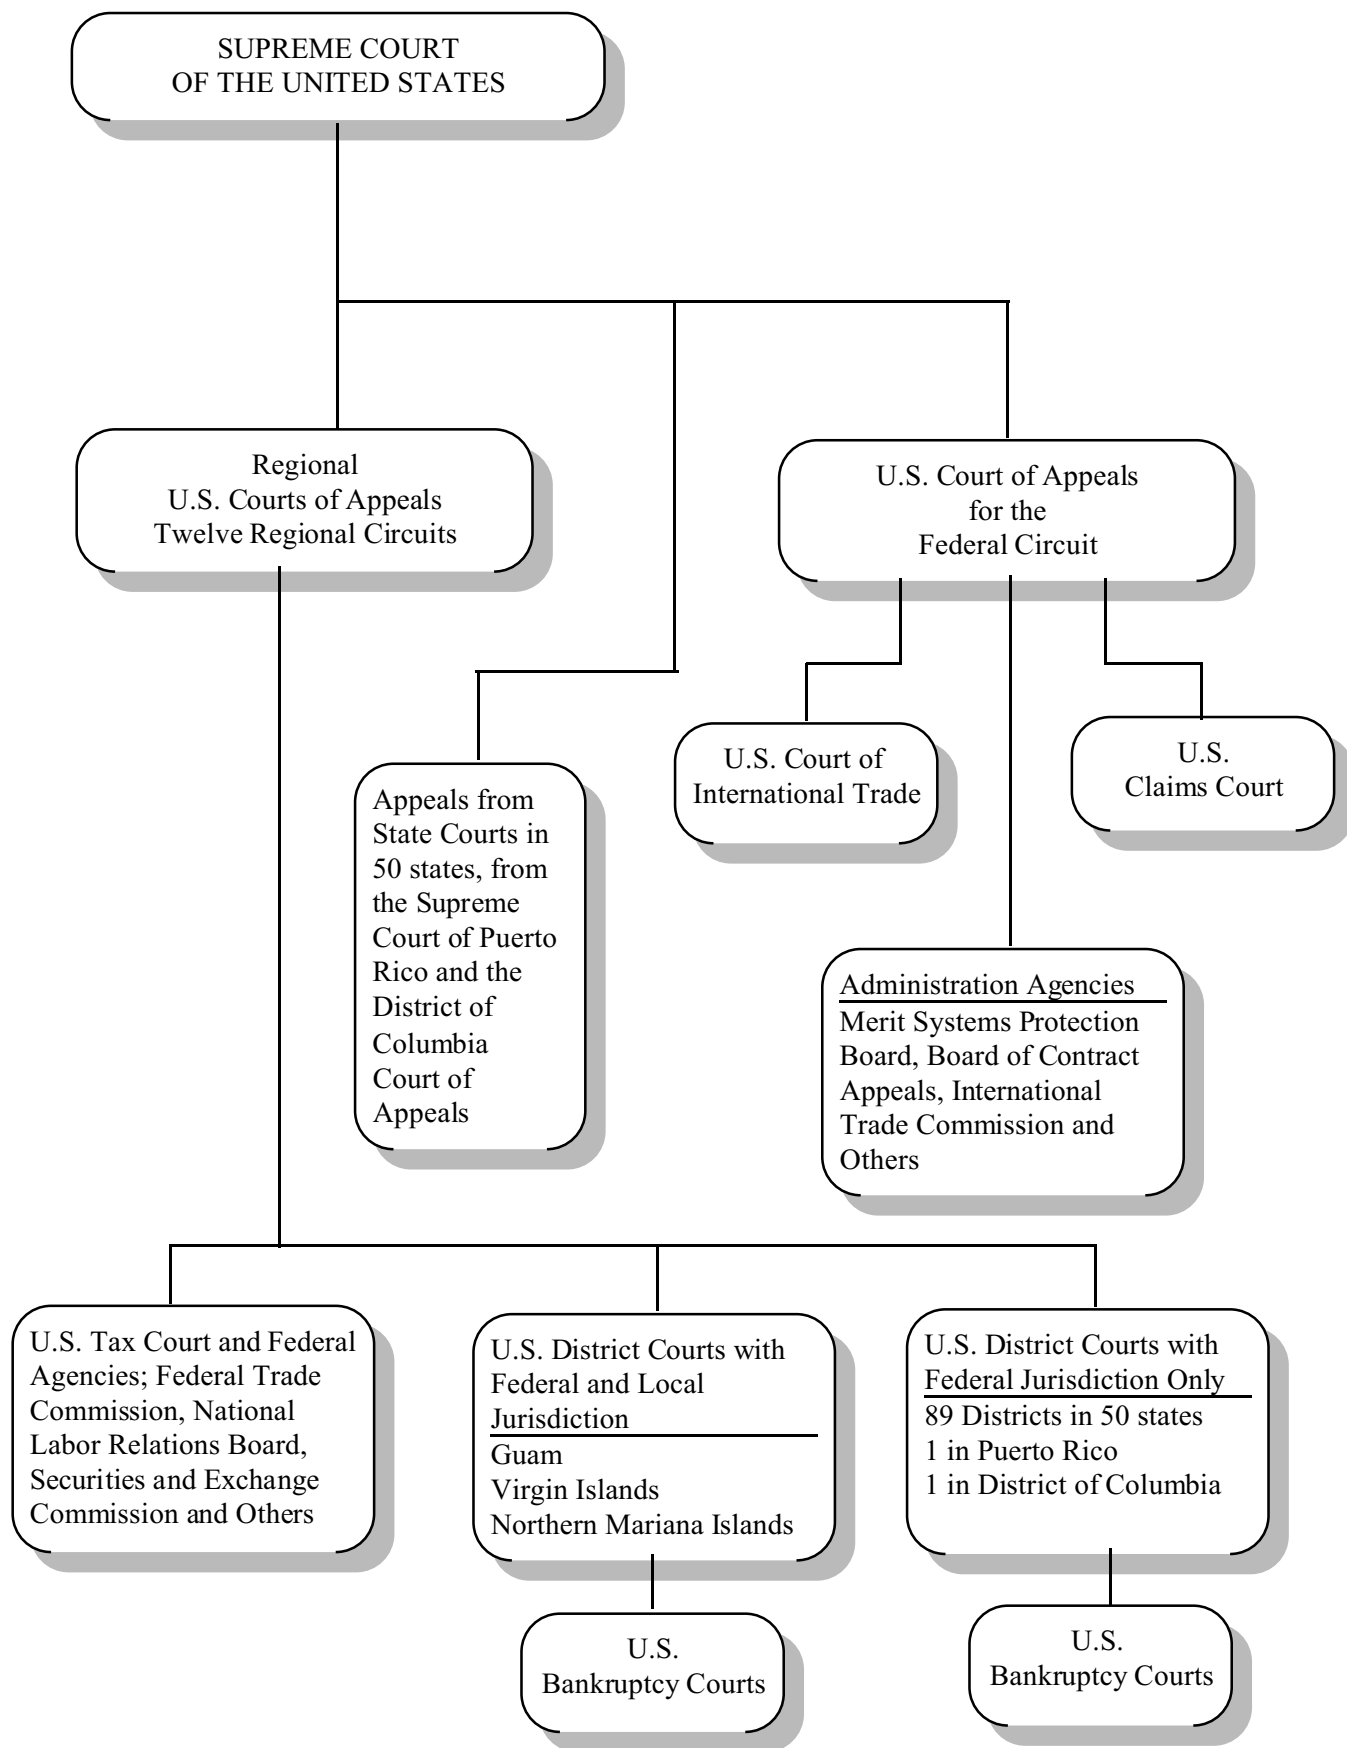 SUPREME COURT
OF THE UNITED STATES
Regional
U.S. Courts of Appeals
Twelve Regional Circuits
U.S. Court of Appeals
for the
Federal Circuit
U.S. Court of
International Trade
U.S.
Claims Court
Appeals from
State Courts in
50 states, from
the Supreme
Court of Puerto
Rico and the
District of
Columbia
Court of
Appeals
Administration Agencies
Merit Systems Protection
Board, Board of Contract
Appeals, International
Trade Commission and
Others
U.S. Tax Court and Federal
Agencies; Federal Trade
Commission, National
Labor Relations Board,
Securities and Exchange
Commission and Others
U.S. District Courts with
Federal and Local
Jurisdiction
Guam
Virgin Islands
Northern Mariana Islands
U.S. District Courts with
Federal Jurisdiction Only
89 Districts in 50 states
1 in Puerto Rico
1 in District of Columbia
U.S.
Bankruptcy Courts
U.S.
Bankruptcy Courts